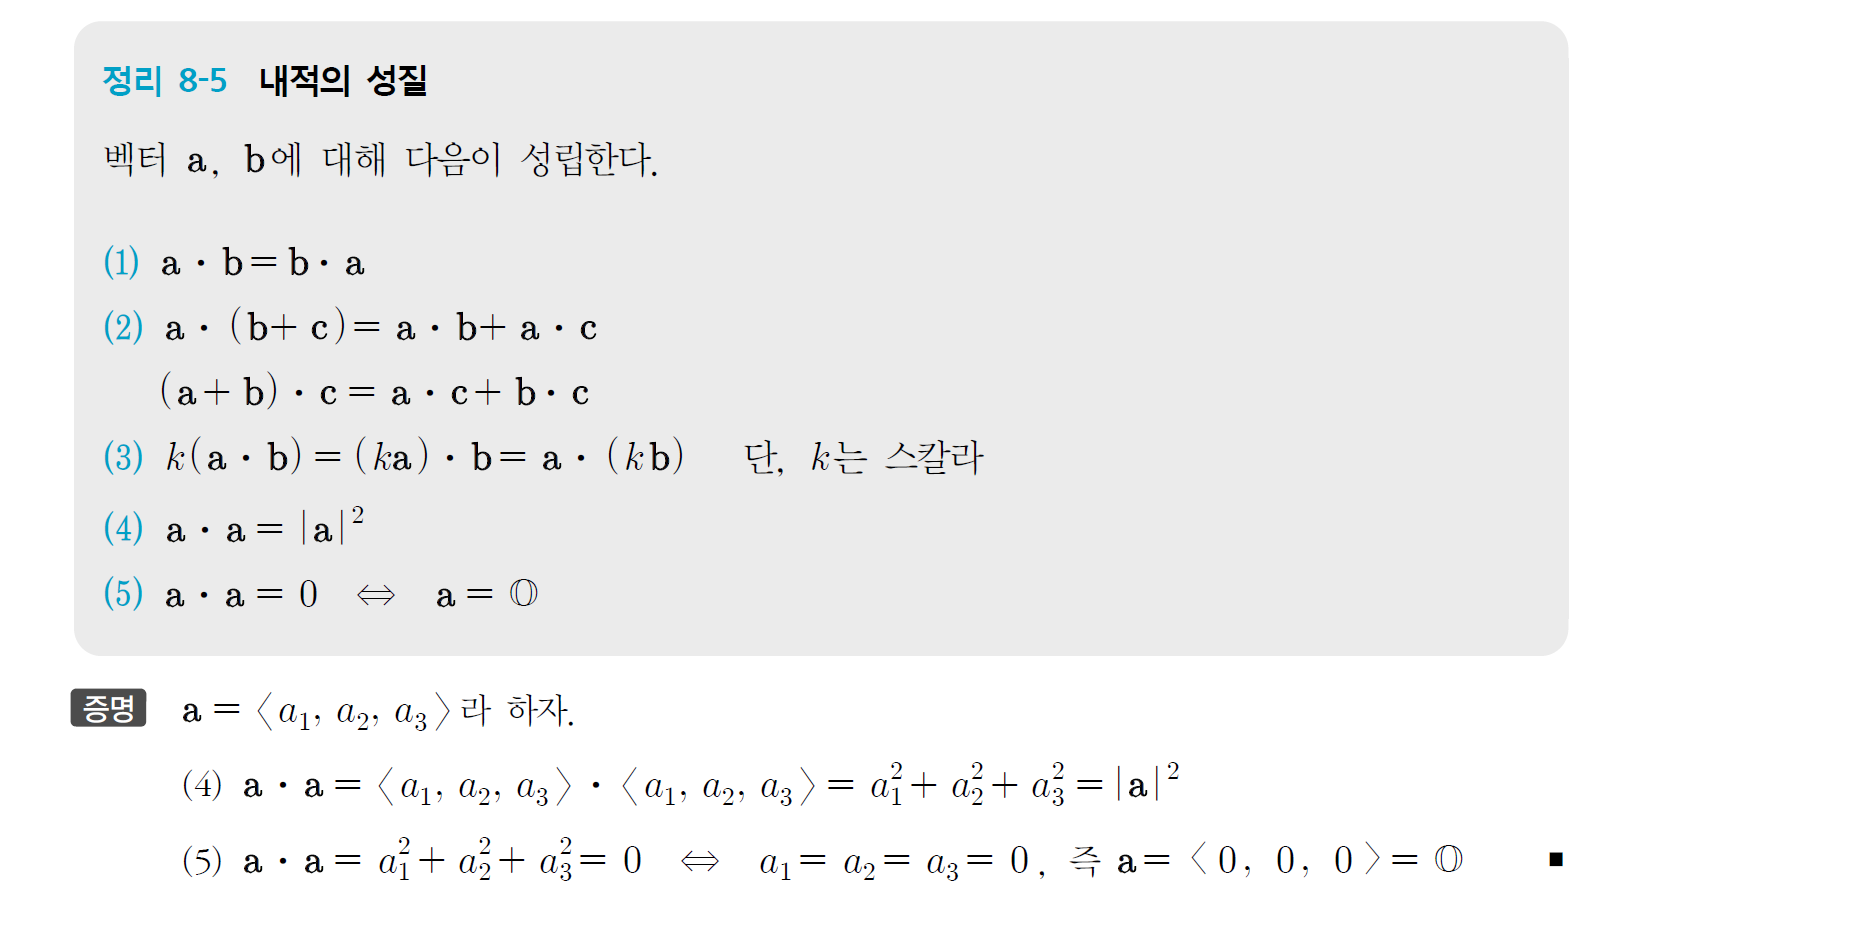 정리 8-5 내적의 성질
벡터 a, b에 대해 다음이 성립한다.
(1) a · b = b · a
(2) a · (b + c) = a · b + a · c
(a + b) · c = a · c + b · c
(3) k(a · b) = (ka) · b = a · (kb) 단, k는 스칼라
(4) a · a = |a|²
(5) a · a = 0 ⇔ a = 𝕆
증명 a = 〈a₁, a₂, a₃〉라 하자.
(4) a · a = 〈a₁, a₂, a₃〉 · 〈a₁, a₂, a₃〉 = a₁² + a₂² + a₃² = |a|²
(5) a · a = a₁² + a₂² + a₃² = 0 ⇔ a₁ = a₂ = a₃ = 0, 즉 a = 〈0, 0, 0〉 = 𝕆 ■